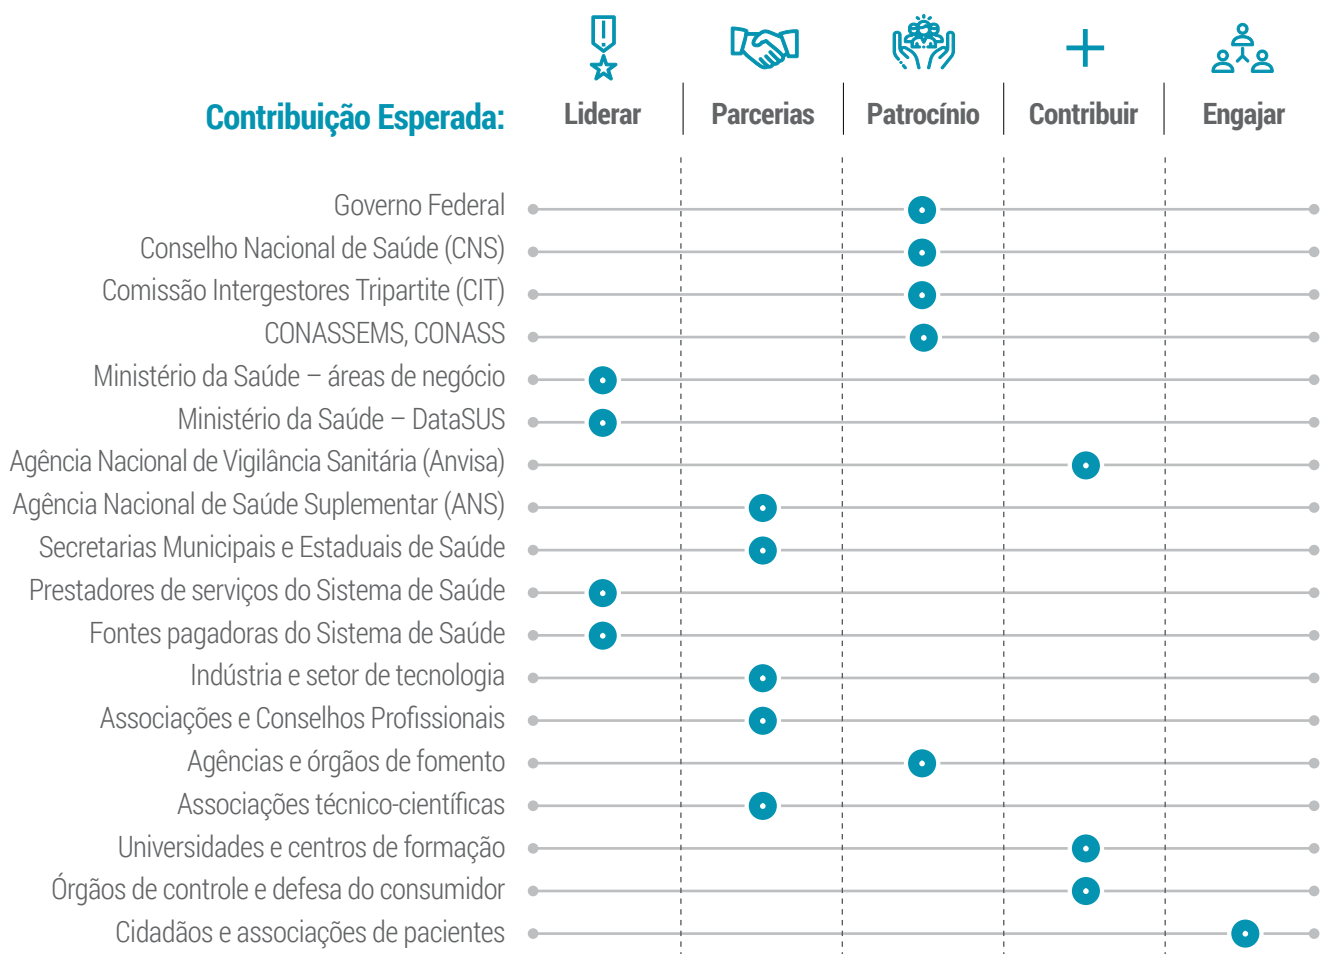 Contribuição Esperada:
Liderar
Parcerias
Patrocínio
Contribuir
Engajar
Governo Federal
Conselho Nacional de Saúde (CNS)
Comissão Intergestores Tripartite (CIT)
CONASSEMS, CONASS
Ministério da Saúde – áreas de negócio
Ministério da Saúde – DataSUS
Agência Nacional de Vigilância Sanitária (Anvisa)
Agência Nacional de Saúde Suplementar (ANS)
Secretarias Municipais e Estaduais de Saúde
Prestadores de serviços do Sistema de Saúde
Fontes pagadoras do Sistema de Saúde
Indústria e setor de tecnologia
Associações e Conselhos Profissionais
Agências e órgãos de fomento
Associações técnico-científicas
Universidades e centros de formação
Órgãos de controle e defesa do consumidor
Cidadãos e associações de pacientes